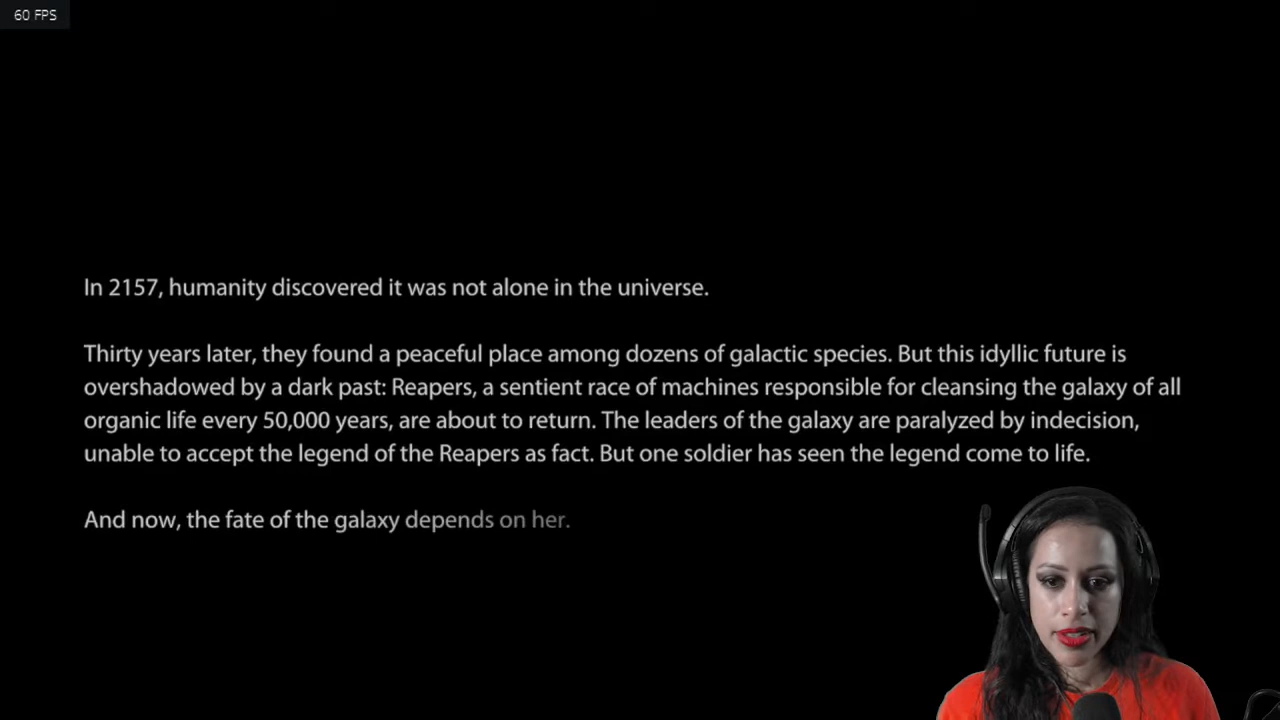 60 FPS
In 2157, humanity discovered it was not alone in the universe.
Thirty years later, they found a peaceful place among dozens of galactic species. But this idyllic future is
overshadowed by a dark past: Reapers, a sentient race of machines responsible for cleansing the galaxy of all
organic life every 50,000 years, are about to return. The leaders of the galaxy are paralyzed by indecision,
unable to accept the legend of the Reapers as fact. But one soldier has seen the legend come to life.
And now, the fate of the galaxy depends on her.